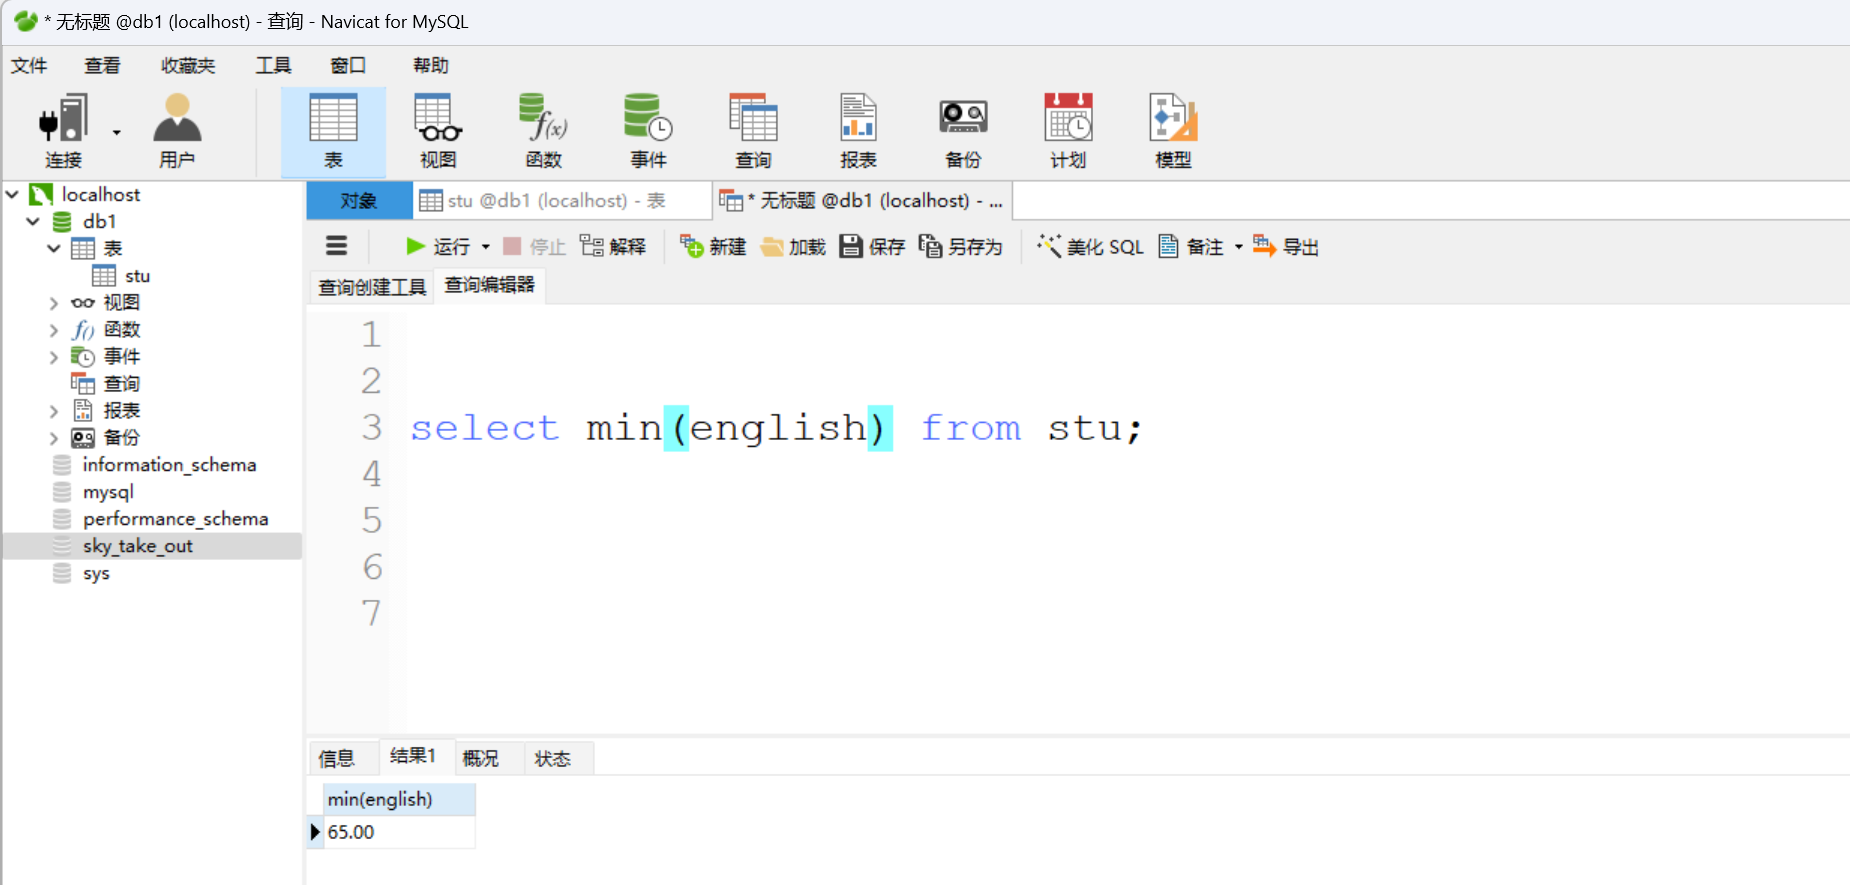 * 无标题 @db1 (localhost) - 查询 - Navicat for MySQL
文件 查看 收藏夹 工具 窗口 帮助
连接 用户 表 视图 函数 事件 查询 报表 备份 计划 模型
localhost
db1
表
stu
视图
函数
事件
查询
报表
备份
information_schema
mysql
performance_schema
sky_take_out
sys
对象 stu @db1 (localhost) - 表 * 无标题 @db1 (localhost) - ...
运行 停止 解释 新建 加载 保存 另存为 美化 SQL 备注 导出
查询创建工具 查询编辑器
1
2
3 select min(english) from stu;
4
5
6
7
信息 结果1 概况 状态
min(english)
65.00